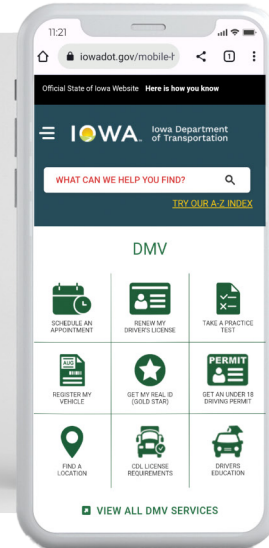 11:21
iowadot.gov/mobile-h
1
Official State of Iowa Website Here is how you know
IOWA Iowa Department
of Transportation
WHAT CAN WE HELP YOU FIND?
TRY OUR A-Z INDEX
DMV
SCHEDULE AN
APPOINTMENT
RENEW MY
DRIVER'S LICENSE
TAKE A PRACTICE
TEST
AUG
REGISTER MY
VEHICLE
GET MY REAL ID
(GOLD STAR)
PERMIT
GET AN UNDER 18
DRIVING PERMIT
FIND A
LOCATION
CDL LICENSE
REQUIREMENTS
DRIVERS
EDUCATION
VIEW ALL DMV SERVICES